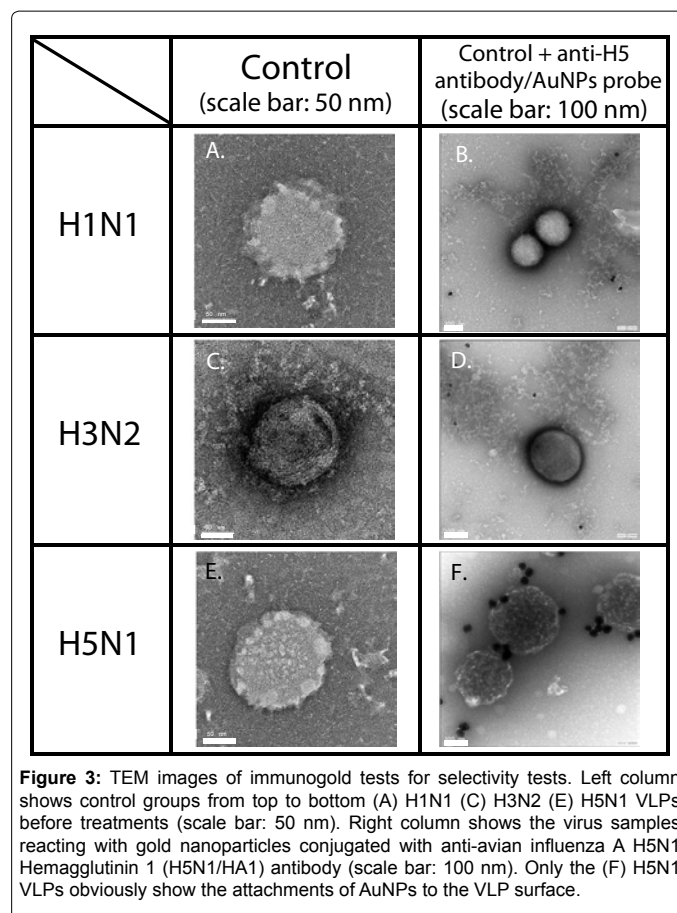 Control
(scale bar: 50 nm)
Control + anti-H5
antibody/AuNPs probe
(scale bar: 100 nm)
H1N1
A.
50 nm
B.
H3N2
C.
D.
H5N1
E.
50 nm
F.
Figure 3: TEM images of immunogold tests for selectivity tests. Left column
shows control groups from top to bottom (A) H1N1 (C) H3N2 (E) H5N1 VLPs
before treatments (scale bar: 50 nm). Right column shows the virus samples
reacting with gold nanoparticles conjugated with anti-avian influenza A H5N1
Hemagglutinin 1 (H5N1/HA1) antibody (scale bar: 100 nm). Only the (F) H5N1
VLPs obviously show the attachments of AuNPs to the VLP surface.